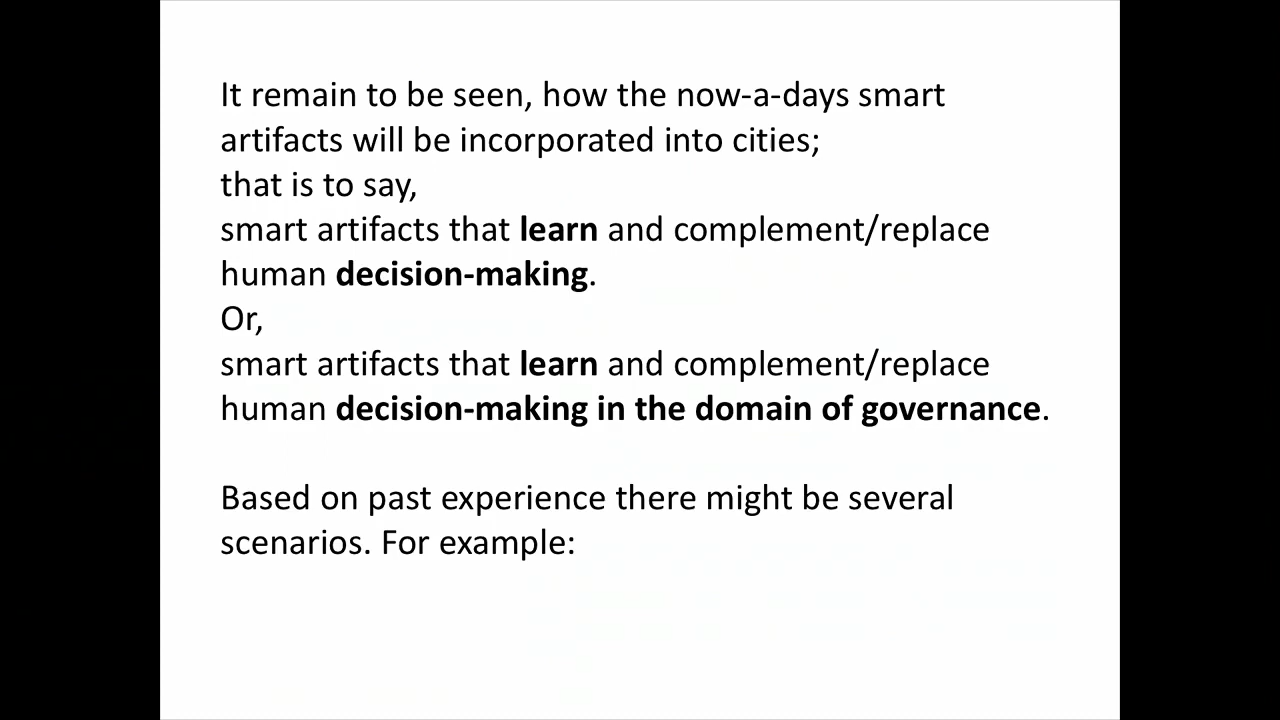 It remain to be seen, how the now-a-days smart
artifacts will be incorporated into cities;
that is to say,
smart artifacts that learn and complement/replace
human decision-making.
Or,
smart artifacts that learn and complement/replace
human decision-making in the domain of governance.
Based on past experience there might be several
scenarios. For example: